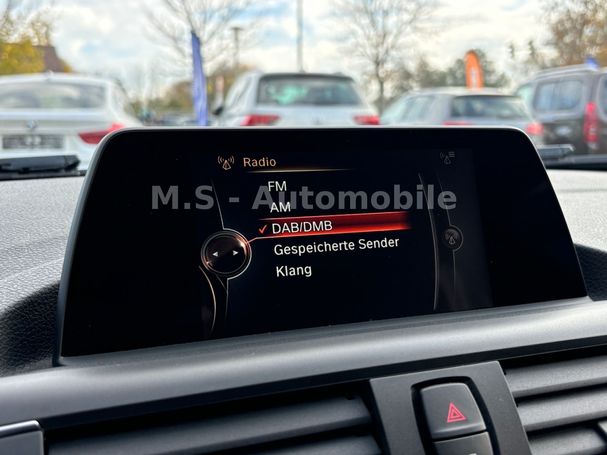 Radio
FM
M.S - Automobile
AM
DAB/DMB
Gespeicherte Sender
Klang